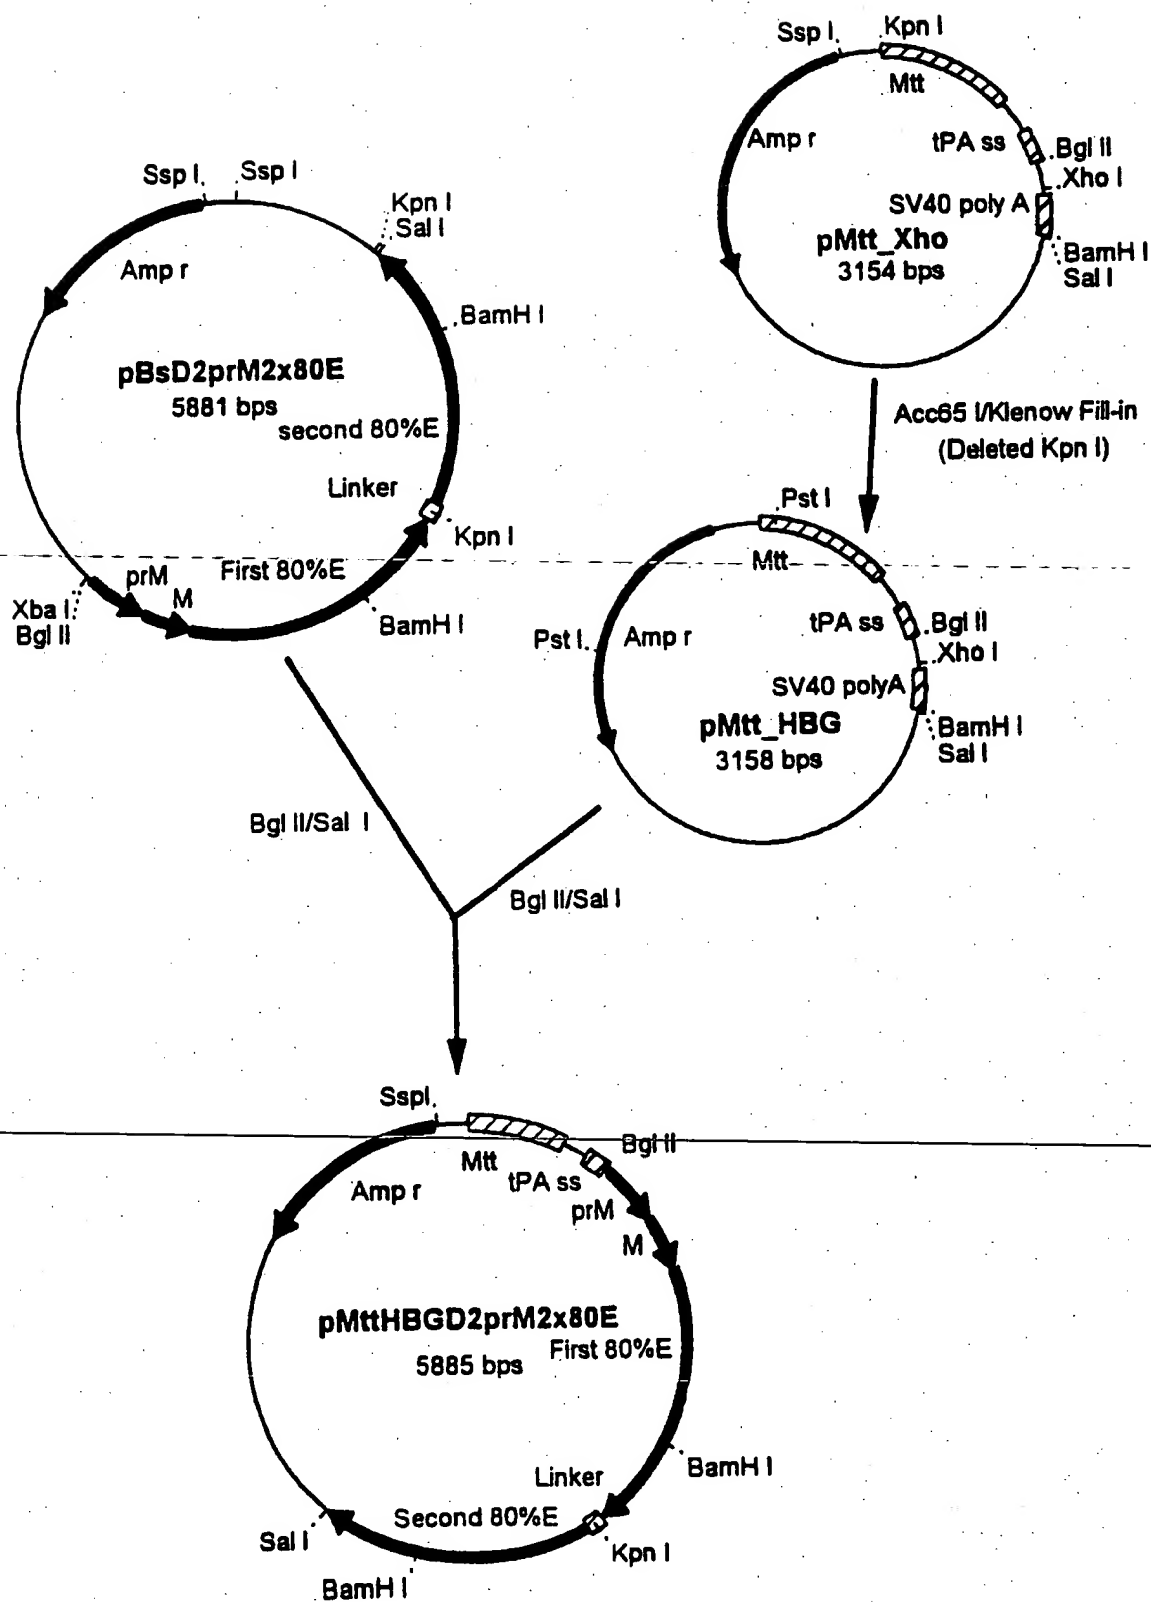 Ssp I
Kpn I
Mtt
Amp r
tPA ss
Bgl II
Xho I
SV40 poly A
pMtt_Xho
3154 bps
BamH I
Sal I
Ssp I
Ssp I
Kpn I
Sal I
Amp r
BamH I
pBsD2prM2x80E
5881 bps
second 80%E
Linker
Kpn I
First 80%E
prM
M
Xba I
Bgl II
BamH I
Acc65 I/Klenow Fill-in
(Deleted Kpn I)
Pst I
Mtt
Pst I
Amp r
tPA ss
Bgl II
Xho I
SV40 polyA
pMtt_HBG
3158 bps
BamH I
Sal I
Bgl II/Sal I
Bgl II/Sal I
SspI
Mtt
Bgl II
tPA ss
Amp r
prM
M
pMttHBGD2prM2x80E
First 80%E
5885 bps
BamH I
Linker
Second 80%E
Sal I
Kpn I
BamH I